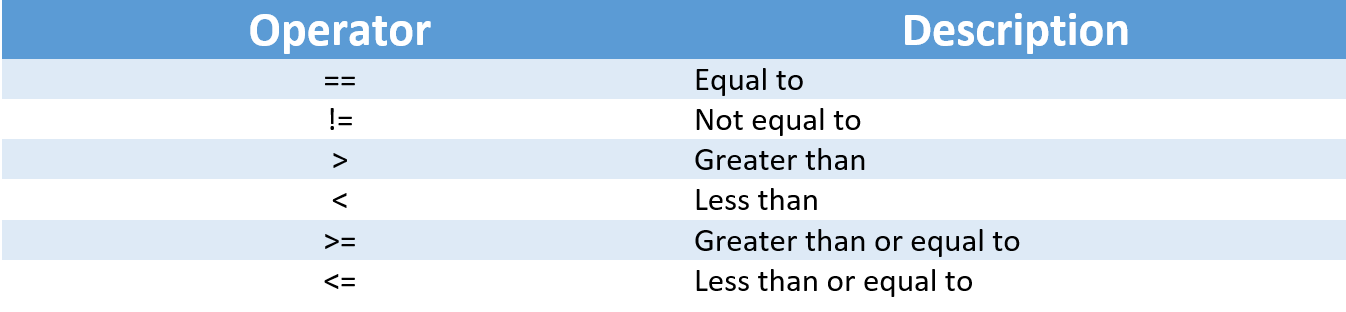 Operator Description
== Equal to
!= Not equal to
> Greater than
< Less than
>= Greater than or equal to
<= Less than or equal to